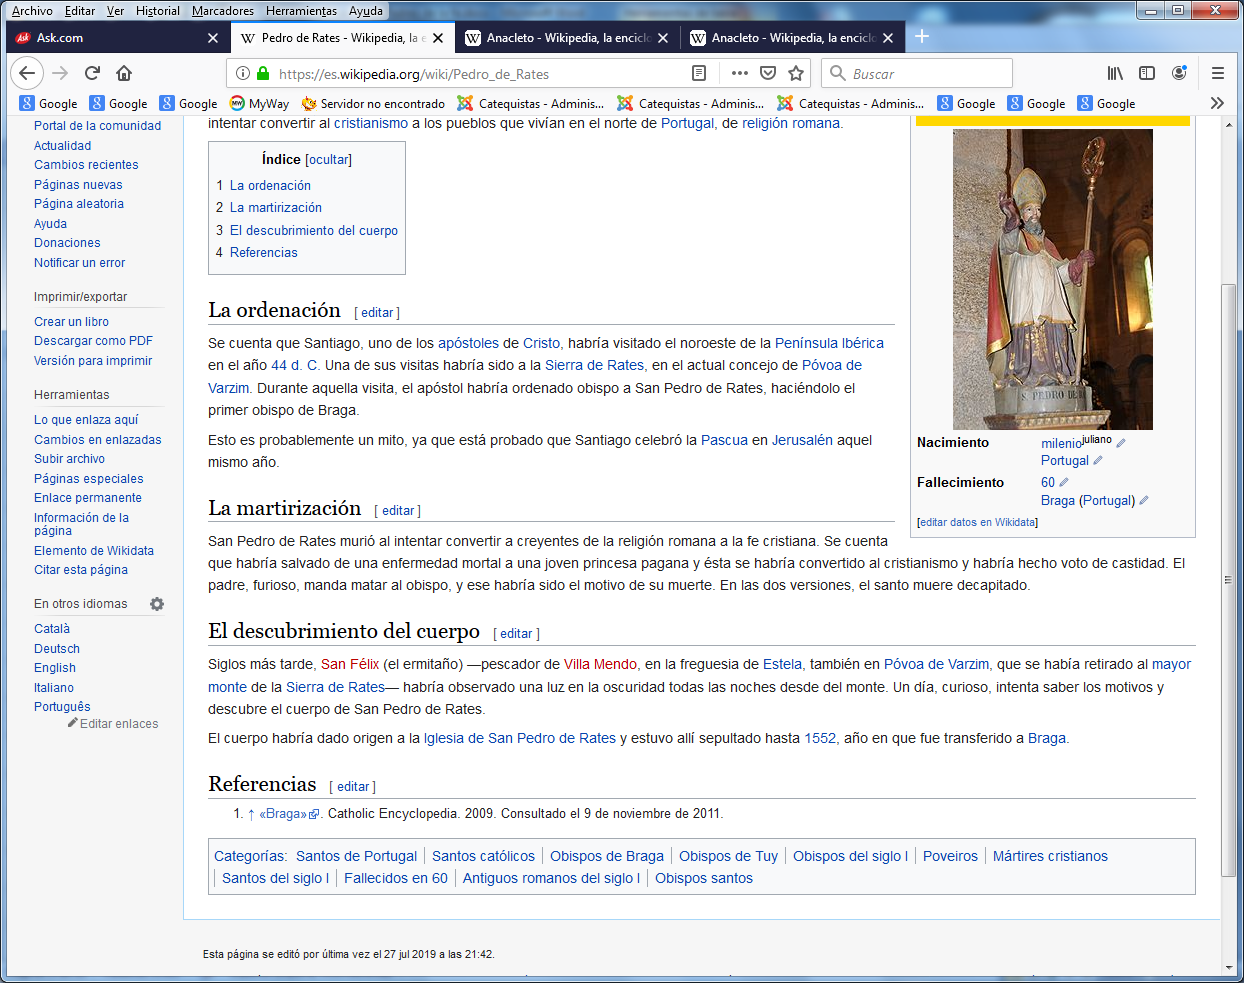 Archivo Editar Ver Historial Marcadores Herramientas Ayuda
Ask Ask.com
W Pedro de Rates - Wikipedia, la e
W Anacleto - Wikipedia, la enciclo
W Anacleto - Wikipedia, la enciclo
https://es.wikipedia.org/wiki/Pedro_de_Rates
Buscar
Google Google Google MyWay Servidor no encontrado Catequistas - Adminis... Catequistas - Adminis... Catequistas - Adminis... Google Google Google
Portal de la comunidad
Actualidad
Cambios recientes
Páginas nuevas
Página aleatoria
Ayuda
Donaciones
Notificar un error
Imprimir/exportar
Crear un libro
Descargar como PDF
Versión para imprimir
Herramientas
Lo que enlaza aquí
Cambios en enlazadas
Subir archivo
Páginas especiales
Enlace permanente
Información de la
página
Elemento de Wikidata
Citar esta página
En otros idiomas
Català
Deutsch
English
Italiano
Português
Editar enlaces
intentar convertir al cristianismo a los pueblos que vivían en el norte de Portugal, de religión romana.
Índice [ocultar]
1 La ordenación
2 La martirización
3 El descubrimiento del cuerpo
4 Referencias
La ordenación [ editar ]
Se cuenta que Santiago, uno de los apóstoles de Cristo, habría visitado el noroeste de la Península Ibérica
en el año 44 d. C. Una de sus visitas habría sido a la Sierra de Rates, en el actual concejo de Póvoa de
Varzim. Durante aquella visita, el apóstol habría ordenado obispo a San Pedro de Rates, haciéndolo el
primer obispo de Braga.
Esto es probablemente un mito, ya que está probado que Santiago celebró la Pascua en Jerusalén aquel
mismo año.
S. PEDRO DE
Nacimiento milenio juliano
Portugal
Fallecimiento 60
Braga (Portugal)
[editar datos en Wikidata]
La martirización [ editar ]
San Pedro de Rates murió al intentar convertir a creyentes de la religión romana a la fe cristiana. Se cuenta
que habría salvado de una enfermedad mortal a una joven princesa pagana y ésta se habría convertido al cristianismo y habría hecho voto de castidad. El
padre, furioso, manda matar al obispo, y ese habría sido el motivo de su muerte. En las dos versiones, el santo muere decapitado.
El descubrimiento del cuerpo [ editar ]
Siglos más tarde, San Félix (el ermitaño) —pescador de Villa Mendo, en la freguesia de Estela, también en Póvoa de Varzim, que se había retirado al mayor
monte de la Sierra de Rates— habría observado una luz en la oscuridad todas las noches desde del monte. Un día, curioso, intenta saber los motivos y
descubre el cuerpo de San Pedro de Rates.
El cuerpo habría dado origen a la Iglesia de San Pedro de Rates y estuvo allí sepultado hasta 1552, año en que fue transferido a Braga.
Referencias [ editar ]
1. ↑ «Braga». Catholic Encyclopedia. 2009. Consultado el 9 de noviembre de 2011.
Categorías: Santos de Portugal | Santos católicos | Obispos de Braga | Obispos de Tuy | Obispos del siglo I | Poveiros | Mártires cristianos
| Santos del siglo I | Fallecidos en 60 | Antiguos romanos del siglo I | Obispos santos
Esta página se editó por última vez el 27 jul 2019 a las 21:42.